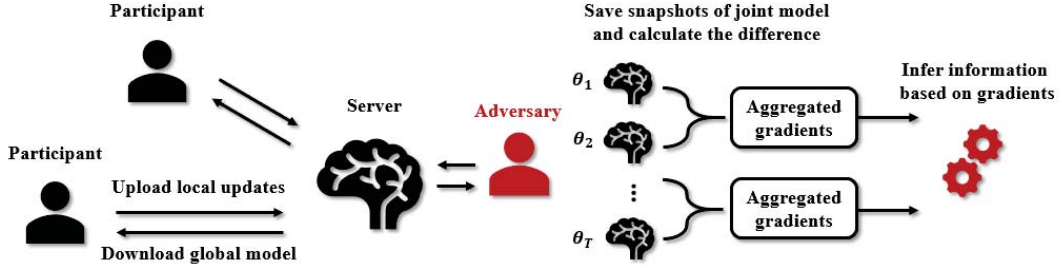 Participant
Participant
Upload local updates
Download global model
Server
Adversary
Save snapshots of joint model
and calculate the difference
θ1
θ2
⋮
θT
Aggregated
gradients
Aggregated
gradients
Infer information
based on gradients